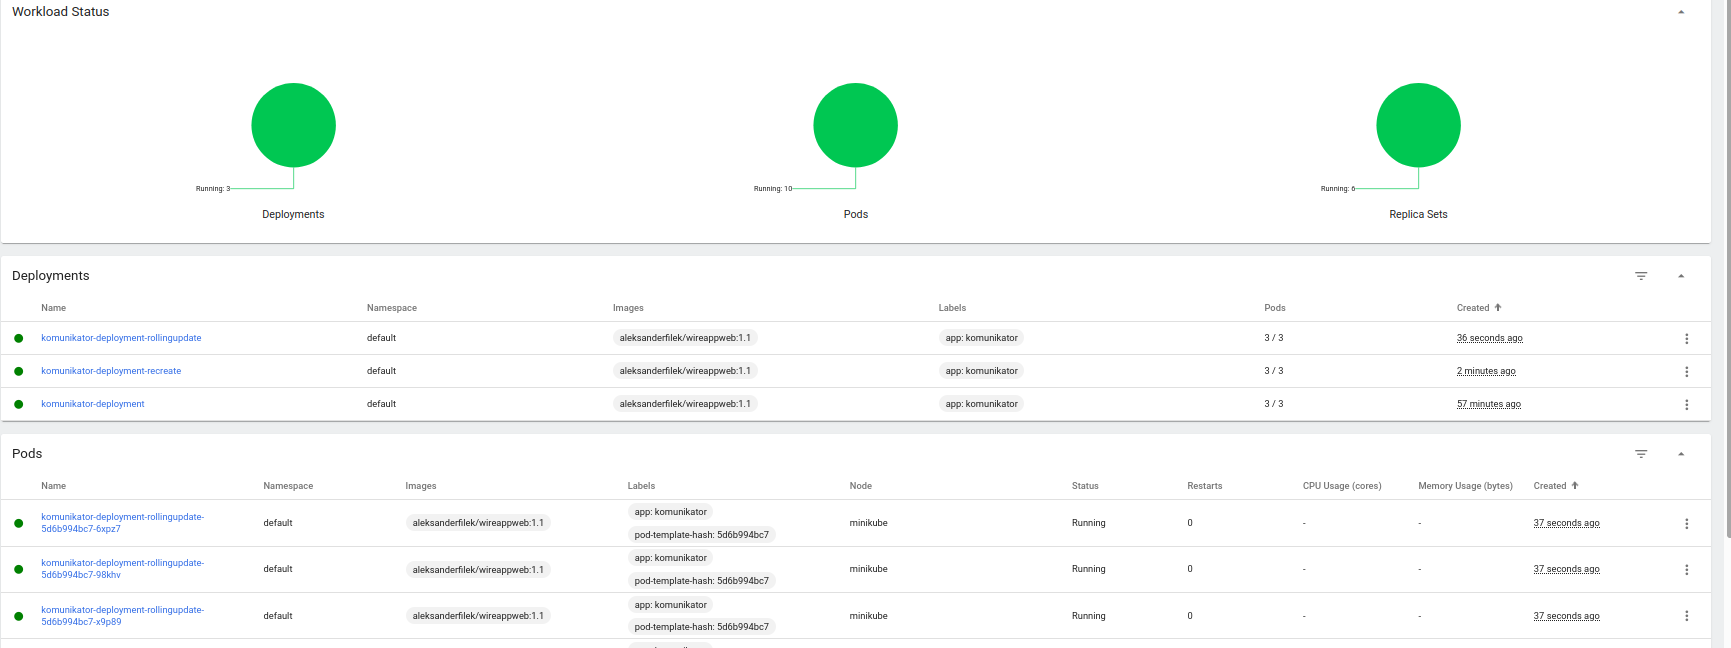 Workload Status
Running: 3
Running: 10
Running: 6
Deployments
Pods
Replica Sets
Deployments
Name Namespace Images Labels Pods Created
komunikator-deployment-rollingupdate default aleksanderfilek/wireappweb:1.1 app: komunikator 3 / 3 36 seconds ago
komunikator-deployment-recreate default aleksanderfilek/wireappweb:1.1 app: komunikator 3 / 3 2 minutes ago
komunikator-deployment default aleksanderfilek/wireappweb:1.1 app: komunikator 3 / 3 57 minutes ago
Pods
Name Namespace Images Labels Node Status Restarts CPU Usage (cores) Memory Usage (bytes) Created
komunikator-deployment-rollingupdate-
5d6b994bc7-6xpz7
default aleksanderfilek/wireappweb:1.1
app: komunikator
pod-template-hash: 5d6b994bc7
minikube Running 0 - - 37 seconds ago
komunikator-deployment-rollingupdate-
5d6b994bc7-98khv
default aleksanderfilek/wireappweb:1.1
app: komunikator
pod-template-hash: 5d6b994bc7
minikube Running 0 - - 37 seconds ago
komunikator-deployment-rollingupdate-
5d6b994bc7-x9p89
default aleksanderfilek/wireappweb:1.1
app: komunikator
pod-template-hash: 5d6b994bc7
minikube Running 0 - - 37 seconds ago